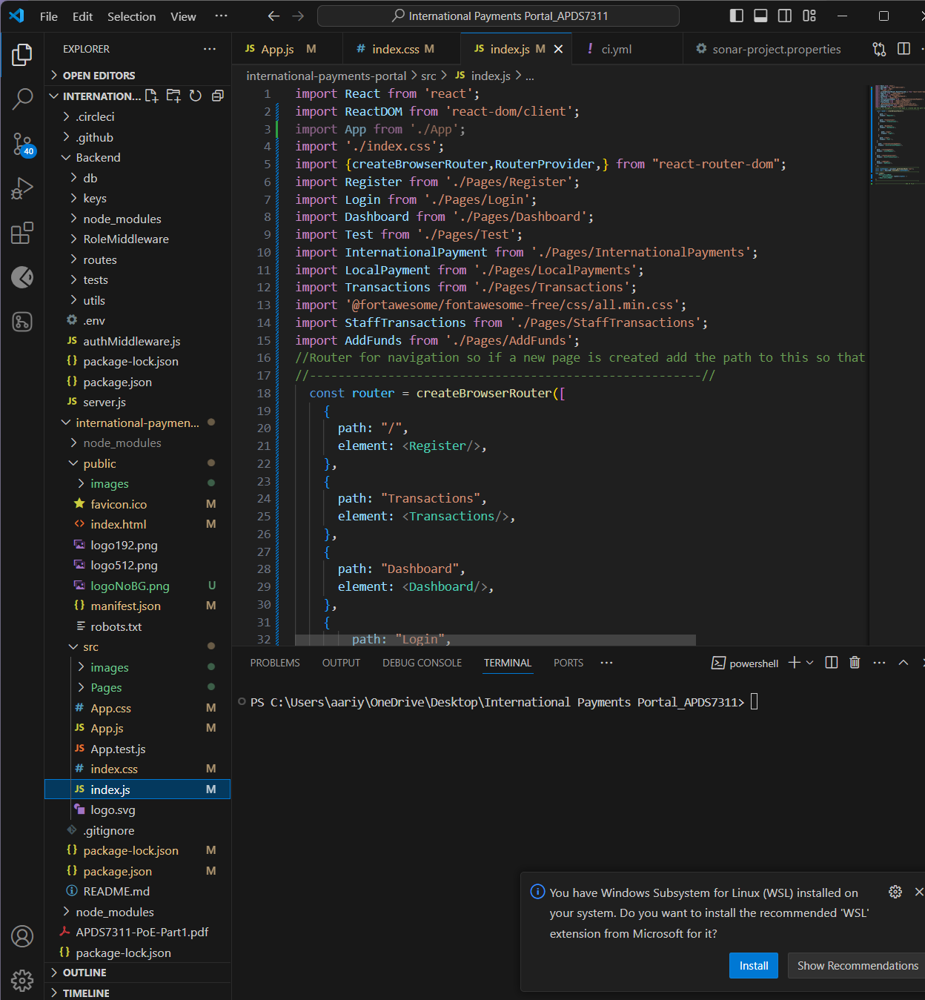 File Edit Selection View ··· International Payments Portal_APDS7311
EXPLORER ···
OPEN EDITORS
INTERNATION...
.circleci
.github
Backend
db
keys
node_modules
RoleMiddleware
routes
tests
utils
.env
JS authMiddleware.js
{} package-lock.json
{} package.json
JS server.js
international-paymen...
node_modules
public
images
favicon.ico M
<> index.html M
logo192.png
logo512.png
logoNoBG.png U
{} manifest.json M
robots.txt
src
images
Pages
# App.css M
JS App.js M
JS App.test.js
# index.css M
JS index.js M
logo.svg
.gitignore
{} package-lock.json M
{} package.json M
README.md
node_modules
APDS7311-PoE-Part1.pdf
{} package-lock.json
OUTLINE
TIMELINE
40
JS App.js M # index.css M JS index.js M ! ci.yml sonar-project.properties
international-payments-portal > src > JS index.js > ...
1 import React from 'react';
2 import ReactDOM from 'react-dom/client';
3 import App from './App';
4 import './index.css';
5 import {createBrowserRouter,RouterProvider,} from "react-router-dom";
6 import Register from './Pages/Register';
7 import Login from './Pages/Login';
8 import Dashboard from './Pages/Dashboard';
9 import Test from './Pages/Test';
10 import InternationalPayment from './Pages/InternationalPayments';
11 import LocalPayment from './Pages/LocalPayments';
12 import Transactions from './Pages/Transactions';
13 import '@fortawesome/fontawesome-free/css/all.min.css';
14 import StaffTransactions from './Pages/StaffTransactions';
15 import AddFunds from './Pages/AddFunds';
16 //Router for navigation so if a new page is created add the path to this so that
17 //-------------------------------------------------------//
18 const router = createBrowserRouter([
19 {
20 path: "/",
21 element: <Register/>,
22 },
23 {
24 path: "Transactions",
25 element: <Transactions/>,
26 },
27 {
28 path: "Dashboard",
29 element: <Dashboard/>,
30 },
31 {
32 path: "Login",
PROBLEMS OUTPUT DEBUG CONSOLE TERMINAL PORTS ··· powershell
PS C:\Users\aariy\OneDrive\Desktop\International Payments Portal_APDS7311>
You have Windows Subsystem for Linux (WSL) installed on
your system. Do you want to install the recommended 'WSL'
extension from Microsoft for it?
Install Show Recommendations